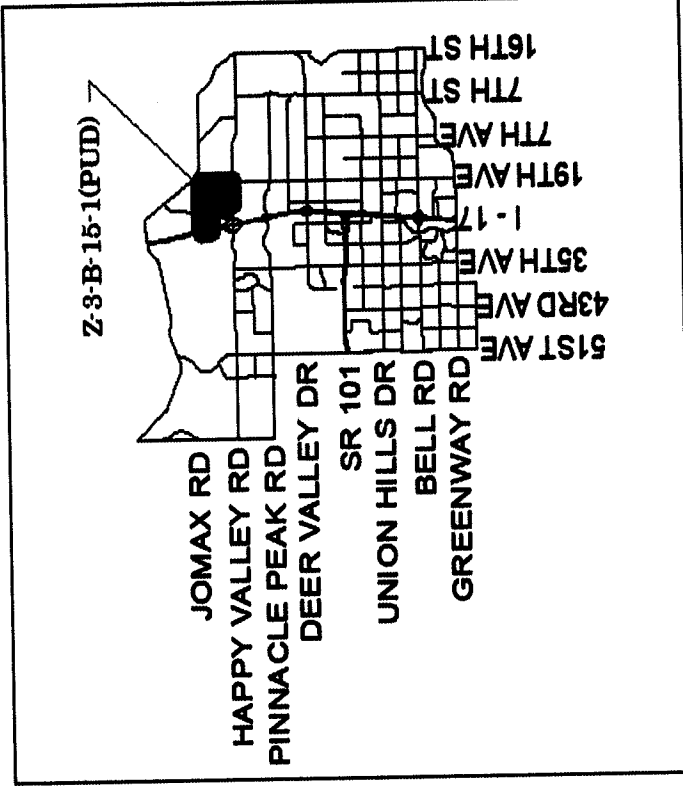 Z-3-B-15-1(PUD)
JOMAX RD
HAPPY VALLEY RD
PINNACLE PEAK RD
DEER VALLEY DR
SR 101
UNION HILLS DR
BELL RD
GREENWAY RD
51ST AVE
43RD AVE
35TH AVE
I - 17
19TH AVE
7TH AVE
7TH ST
16TH ST